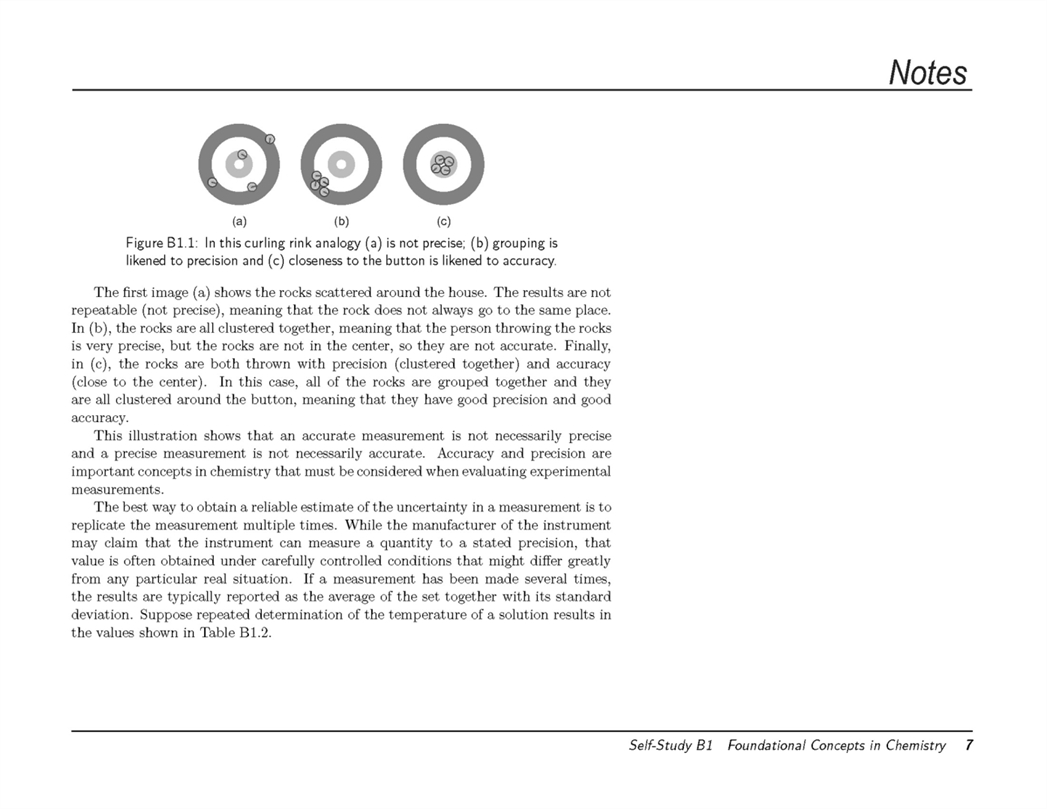 Notes
(a) (b) (c)
Figure B1.1: In this curling rink analogy (a) is not precise; (b) grouping is
likened to precision and (c) closeness to the button is likened to accuracy.
The first image (a) shows the rocks scattered around the house. The results are not
repeatable (not precise), meaning that the rock does not always go to the same place.
In (b), the rocks are all clustered together, meaning that the person throwing the rocks
is very precise, but the rocks are not in the center, so they are not accurate. Finally,
in (c), the rocks are both thrown with precision (clustered together) and accuracy
(close to the center). In this case, all of the rocks are grouped together and they
are all clustered around the button, meaning that they have good precision and good
accuracy.
This illustration shows that an accurate measurement is not necessarily precise
and a precise measurement is not necessarily accurate. Accuracy and precision are
important concepts in chemistry that must be considered when evaluating experimental
measurements.
The best way to obtain a reliable estimate of the uncertainty in a measurement is to
replicate the measurement multiple times. While the manufacturer of the instrument
may claim that the instrument can measure a quantity to a stated precision, that
value is often obtained under carefully controlled conditions that might differ greatly
from any particular real situation. If a measurement has been made several times,
the results are typically reported as the average of the set together with its standard
deviation. Suppose repeated determination of the temperature of a solution results in
the values shown in Table B1.2.
Self-Study B1 Foundational Concepts in Chemistry 7